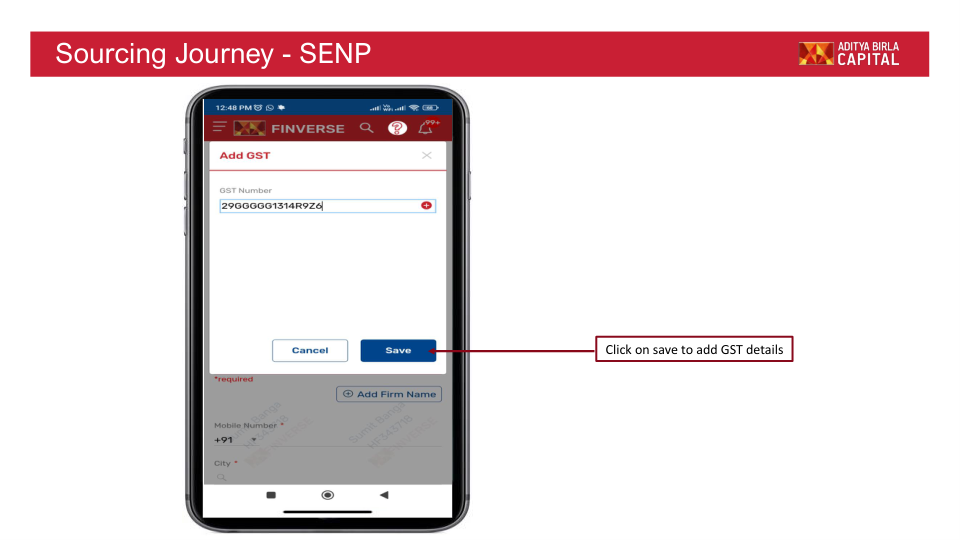 Sourcing Journey - SENP
ADITYA BIRLA
CAPITAL
12:48 PM
FINVERSE
?
99+
Add GST
GST Number
29GGGGG1314R9Z6
Cancel
Save
Click on save to add GST details
*required
Add Firm Name
Mobile Number *
+91
City *